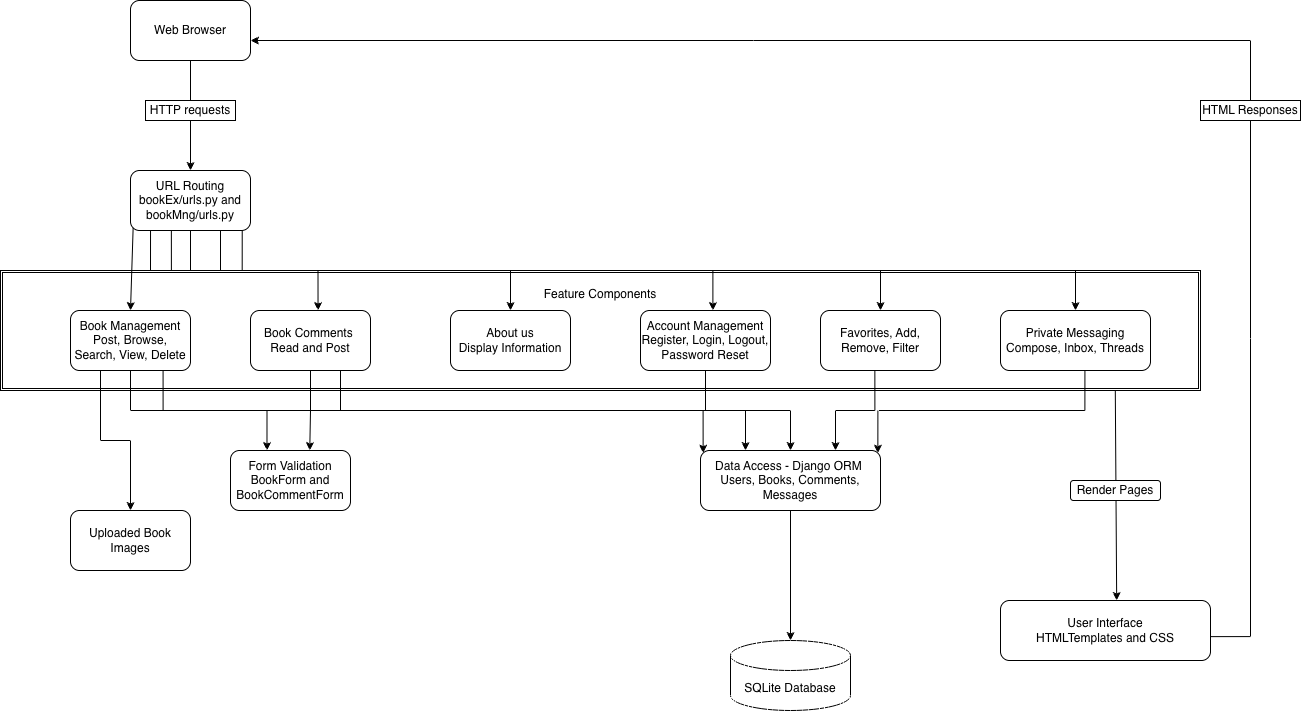 Web Browser
HTTP requests
HTML Responses
URL Routing
bookEx/urls.py and
bookMng/urls.py
Feature Components
Book Management
Post, Browse,
Search, View, Delete
Book Comments
Read and Post
About us
Display Information
Account Management
Register, Login, Logout,
Password Reset
Favorites, Add,
Remove, Filter
Private Messaging
Compose, Inbox, Threads
Form Validation
BookForm and
BookCommentForm
Data Access - Django ORM
Users, Books, Comments,
Messages
Render Pages
Uploaded Book
Images
User Interface
HTMLTemplates and CSS
SQLite Database